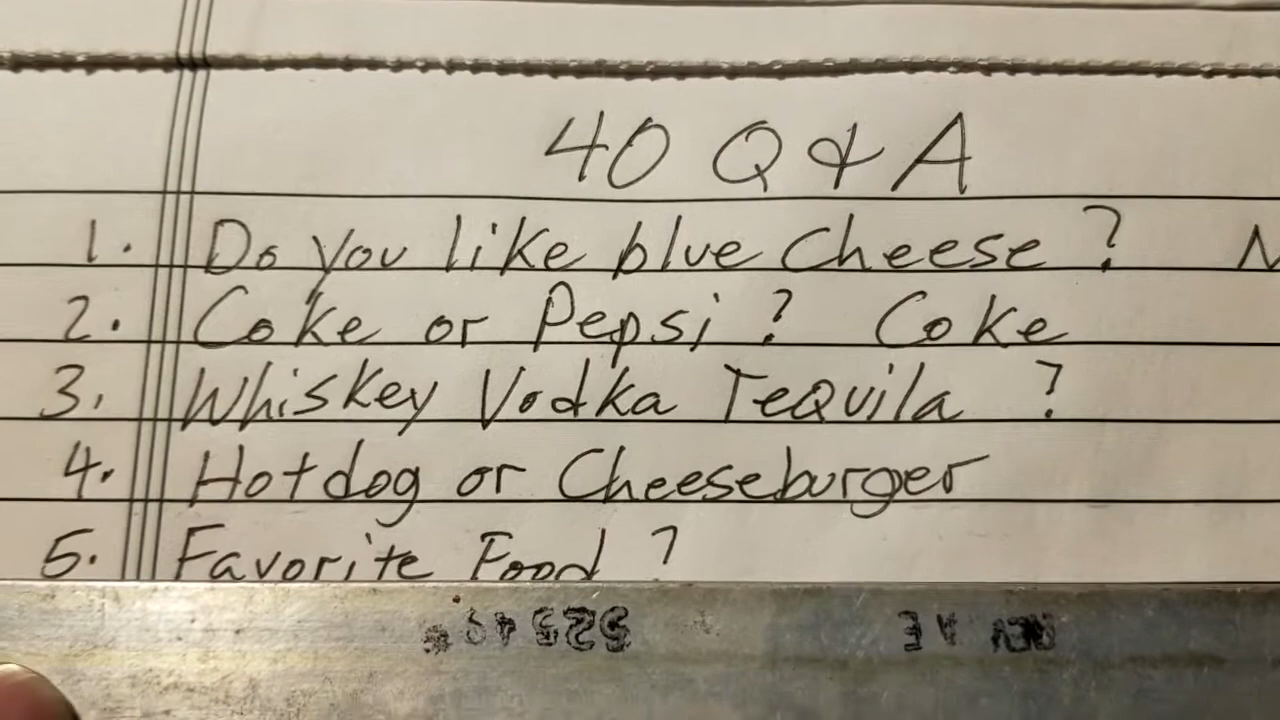 40 Q & A
1. Do you like blue Cheese? N
2. Coke or Pepsi? Coke
3. Whiskey Vodka Tequila ?
4. Hotdog or Cheeseburger
5. Favorite Food ?